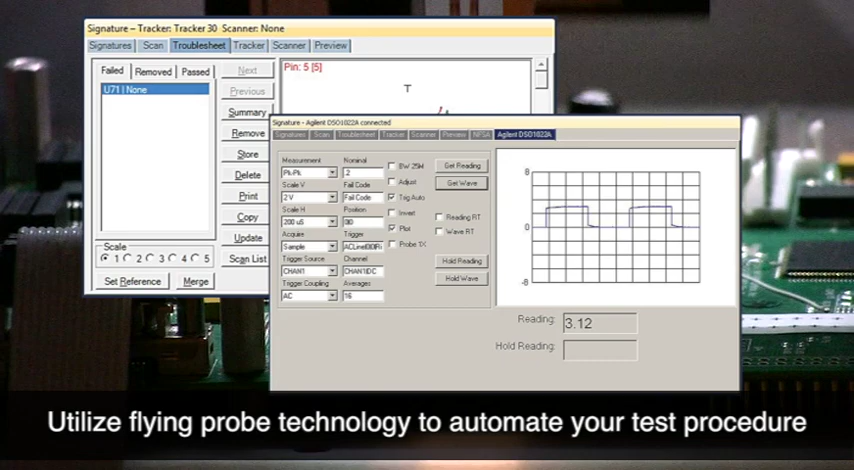 Signature – Tracker: Tracker 30 Scanner: None
Signatures Scan Troublesheet Tracker Scanner Preview
Failed Removed Passed
U71 | None
Next
Previous
Summary
Remove
Store
Delete
Print
Copy
Update
Scan List
Scale
1 2 3 4 5
Set Reference Merge
Pin: 5 [5]
Signature - Agilent DSO1022A connected
Signatures Scan Troublesheet Tracker Scanner Preview NFSA Agilent DSO1022A
Measurement Nominal
Pk-Pk .2
Scale V Fail Code
2 V Fail Code
Scale H Position
200 uS
Acquire Trigger
Sample
Trigger Source Channel
CHAN1
Trigger Coupling Averages
AC 16
BW 25M
Adjust
Trig Auto
Invert
Plot
Probe 1X
Reading RT
Wave RT
Get Reading
Get Wave
Hold Reading
Hold Wave
8
0
-8
Reading: 3.12
Hold Reading:
Utilize flying probe technology to automate your test procedure